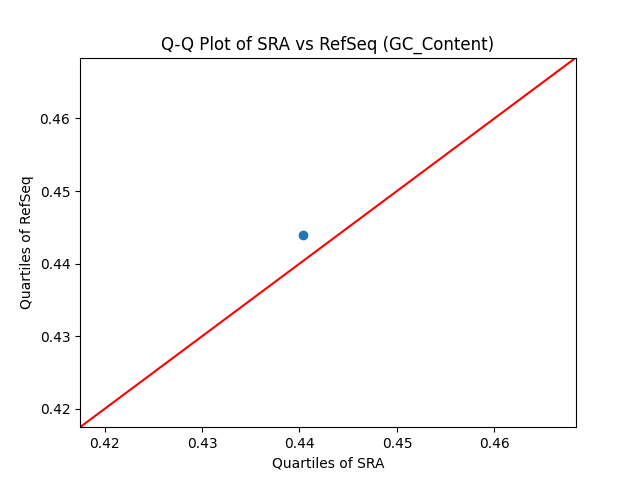 Q-Q Plot of SRA vs RefSeq (GC_Content)
Quartiles of RefSeq
0.46
0.45
0.44
0.43
0.42
0.42 0.43 0.44 0.45 0.46
Quartiles of SRA